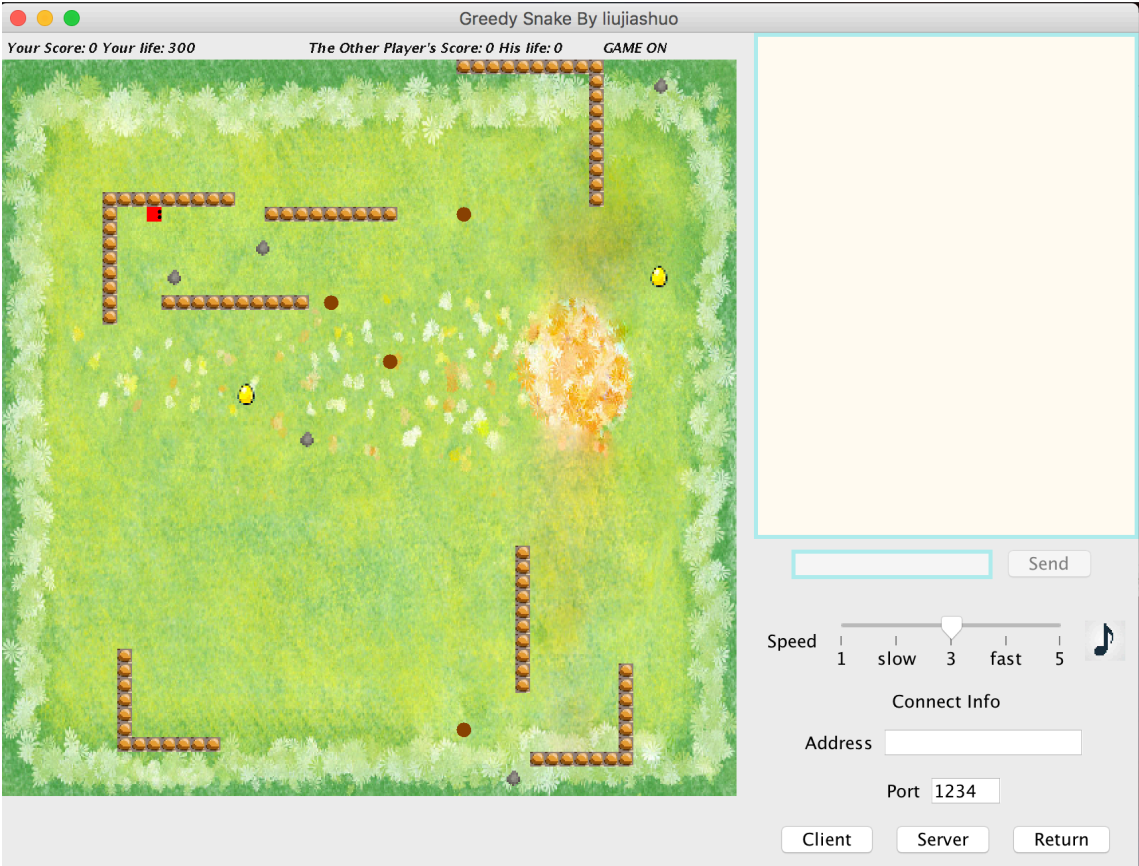 Greedy Snake By liujiashuo
Your Score: 0 Your life: 300 The Other Player's Score: 0 His life: 0 GAME ON
Send
Speed
1 slow 3 fast 5
Connect Info
Address
Port 1234
Client Server Return